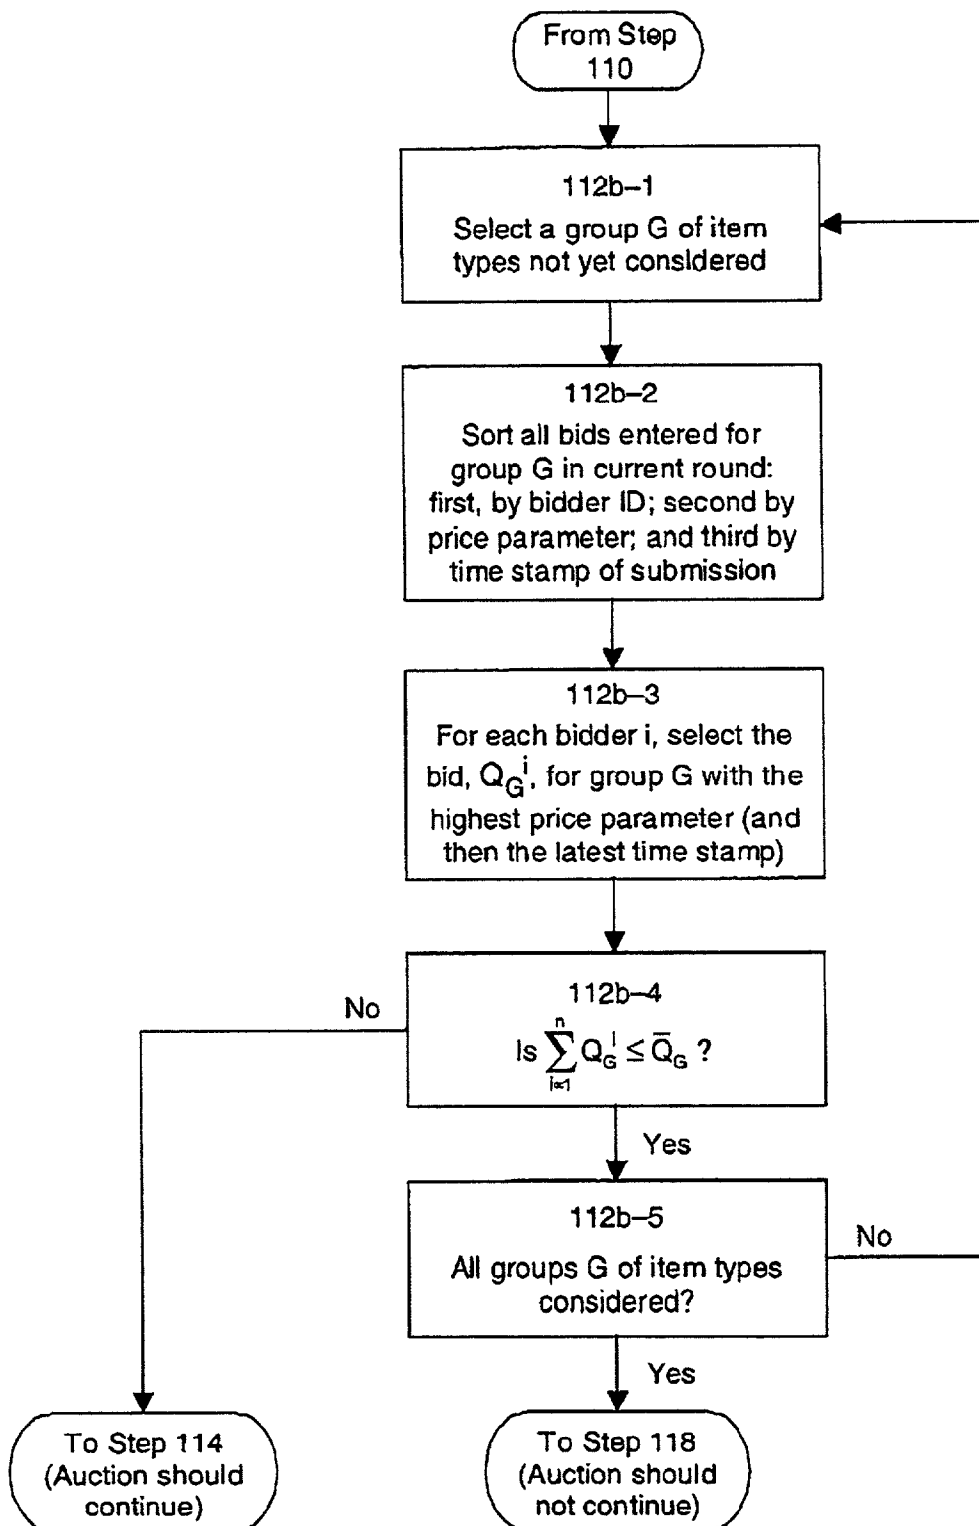 From Step
110
112b–1
Select a group G of item
types not yet considered
112b–2
Sort all bids entered for
group G in current round:
first, by bidder ID; second by
price parameter; and third by
time stamp of submission
112b–3
For each bidder i, select the
bid, Q_G^i, for group G with the
highest price parameter (and
then the latest time stamp)
No
112b–4
Is ∑_{i=1}^{n} Q_G^i ≤ Q̄_G ?
Yes
112b–5
No
All groups G of item types
considered?
Yes
To Step 114
(Auction should
continue)
To Step 118
(Auction should
not continue)